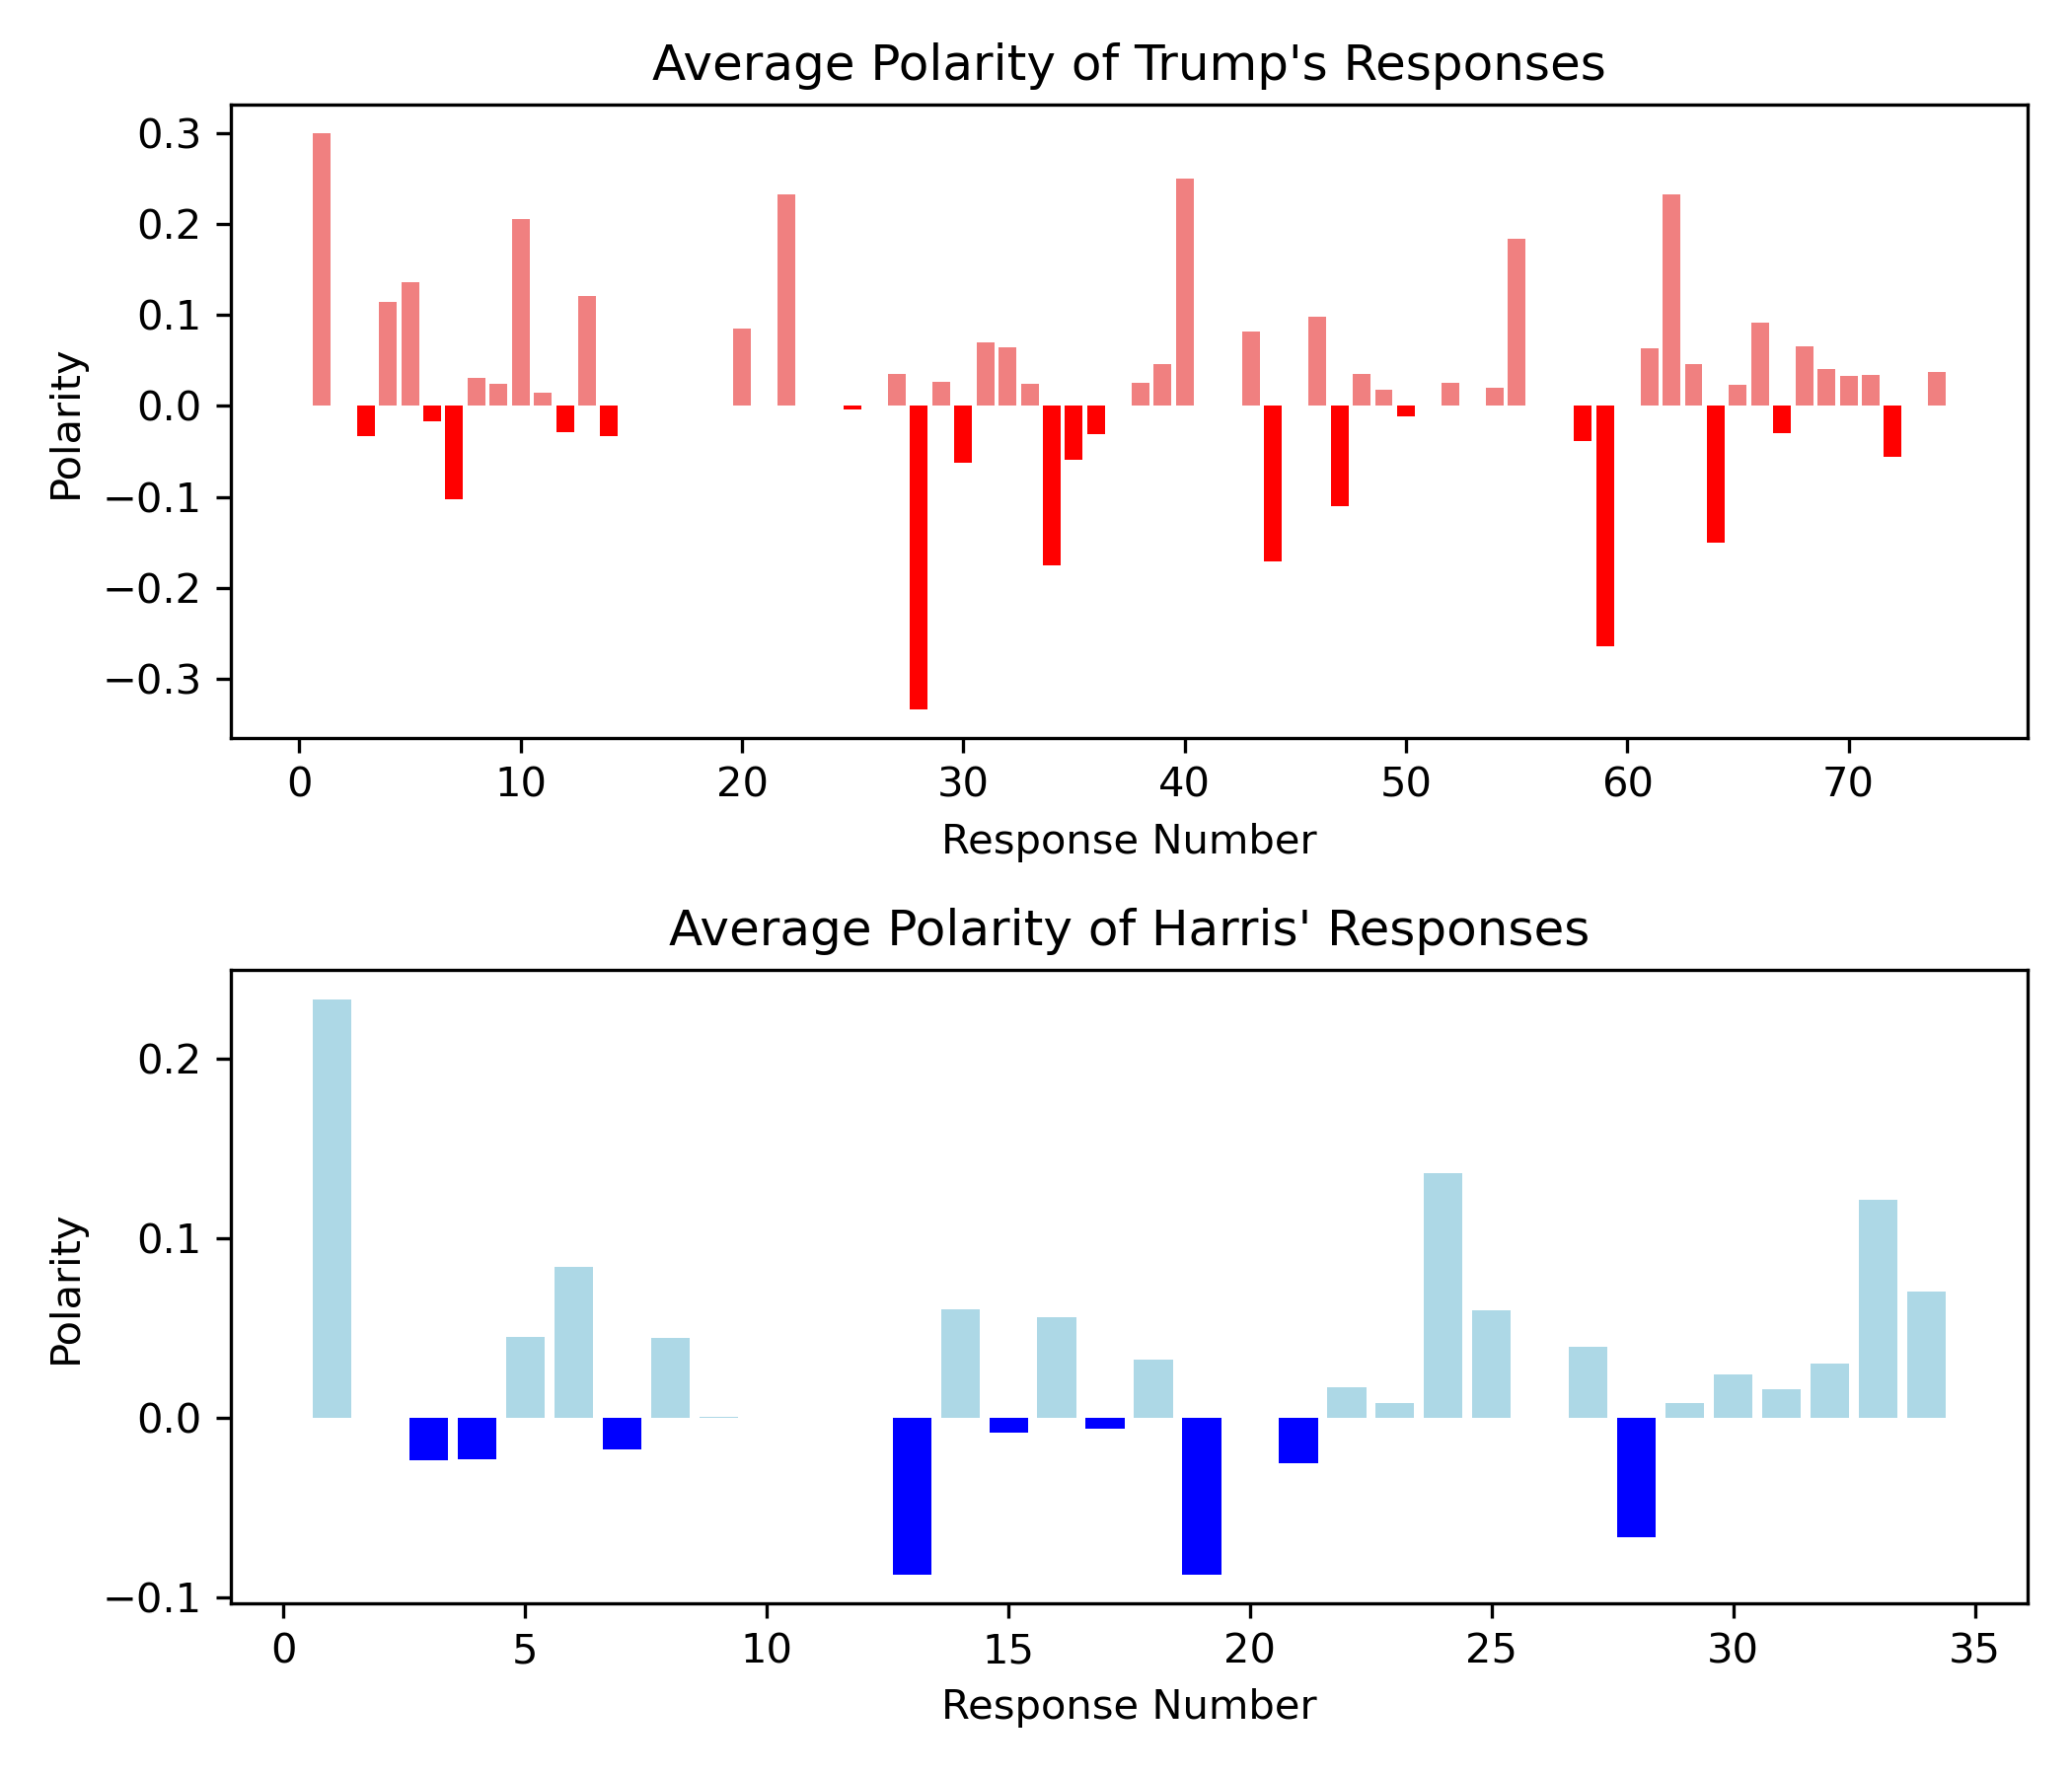 Average Polarity of Trump's Responses
0.3
0.2
0.1
0.0
−0.1
−0.2
−0.3
Polarity
0 10 20 30 40 50 60 70
Response Number
Average Polarity of Harris' Responses
0.2
0.1
0.0
−0.1
Polarity
0 5 10 15 20 25 30 35
Response Number